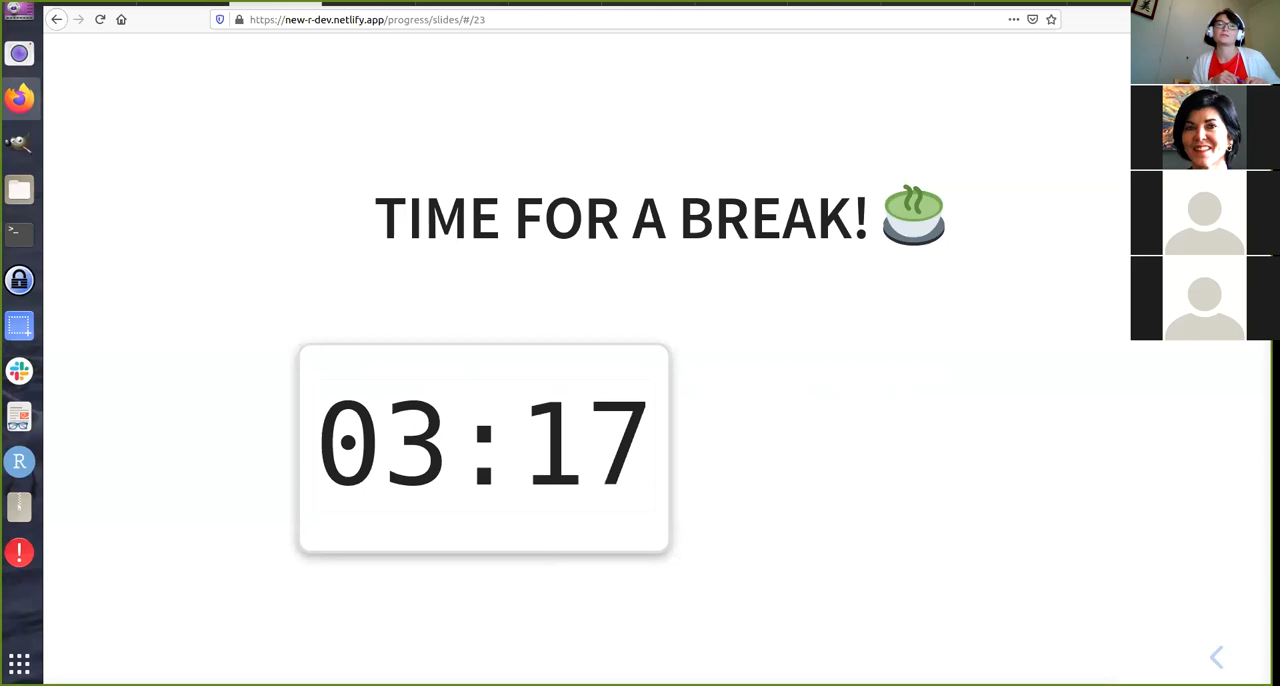 https://new-r-dev.netlify.app/progress/slides/#/23
TIME FOR A BREAK!
03:17
>_
R
!